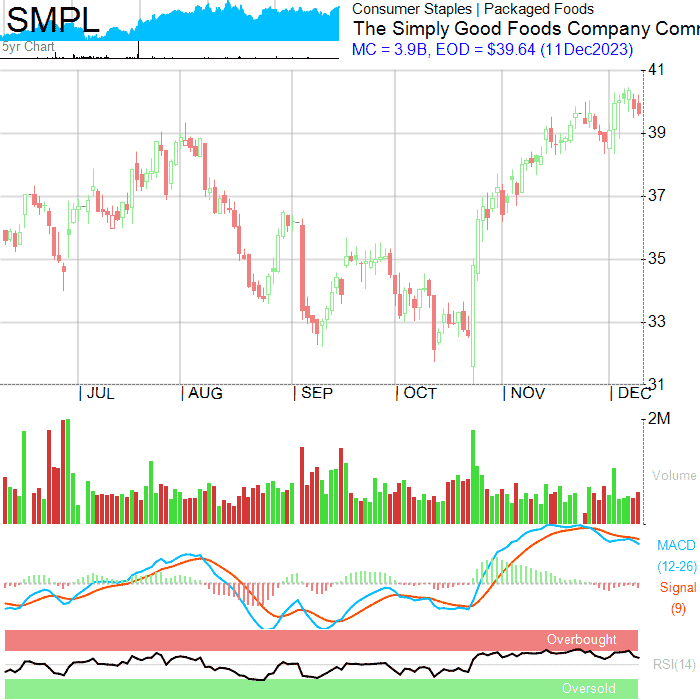 SMPL
5yr Chart
Consumer Staples | Packaged Foods
The Simply Good Foods Company Comm
MC = 3.9B, EOD = $39.64 (11Dec2023)
41
39
37
35
33
31
| JUL | AUG | SEP | OCT | NOV | DEC
2M
Volume
MACD
(12-26)
Signal
(9)
Overbought
RSI(14)
Oversold